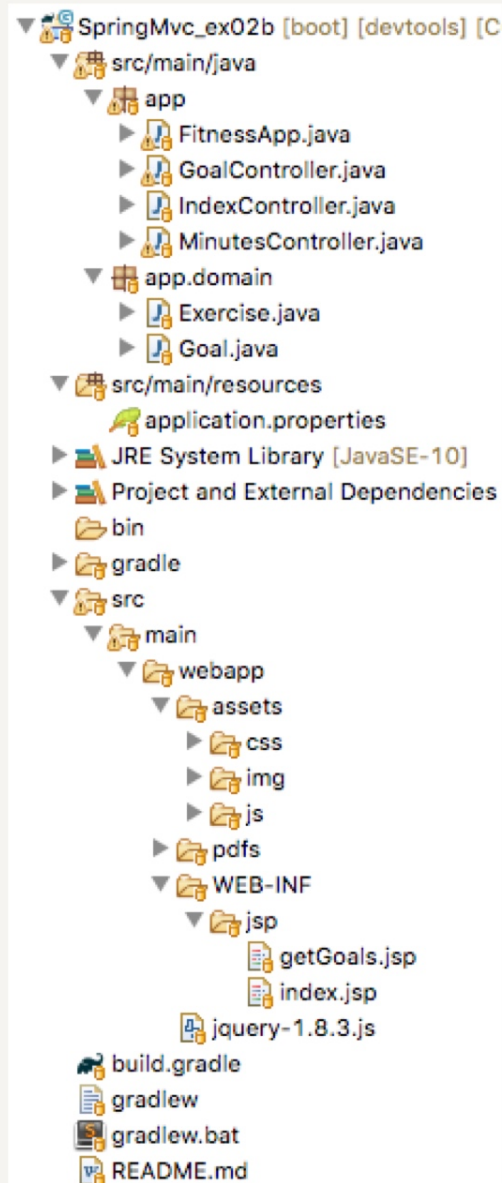 SpringMvc_ex02b [boot] [devtools] [C
src/main/java
app
FitnessApp.java
GoalController.java
IndexController.java
MinutesController.java
app.domain
Exercise.java
Goal.java
src/main/resources
application.properties
JRE System Library [JavaSE-10]
Project and External Dependencies
bin
gradle
src
main
webapp
assets
css
img
js
pdfs
WEB-INF
jsp
getGoals.jsp
index.jsp
jquery-1.8.3.js
build.gradle
gradlew
gradlew.bat
README.md